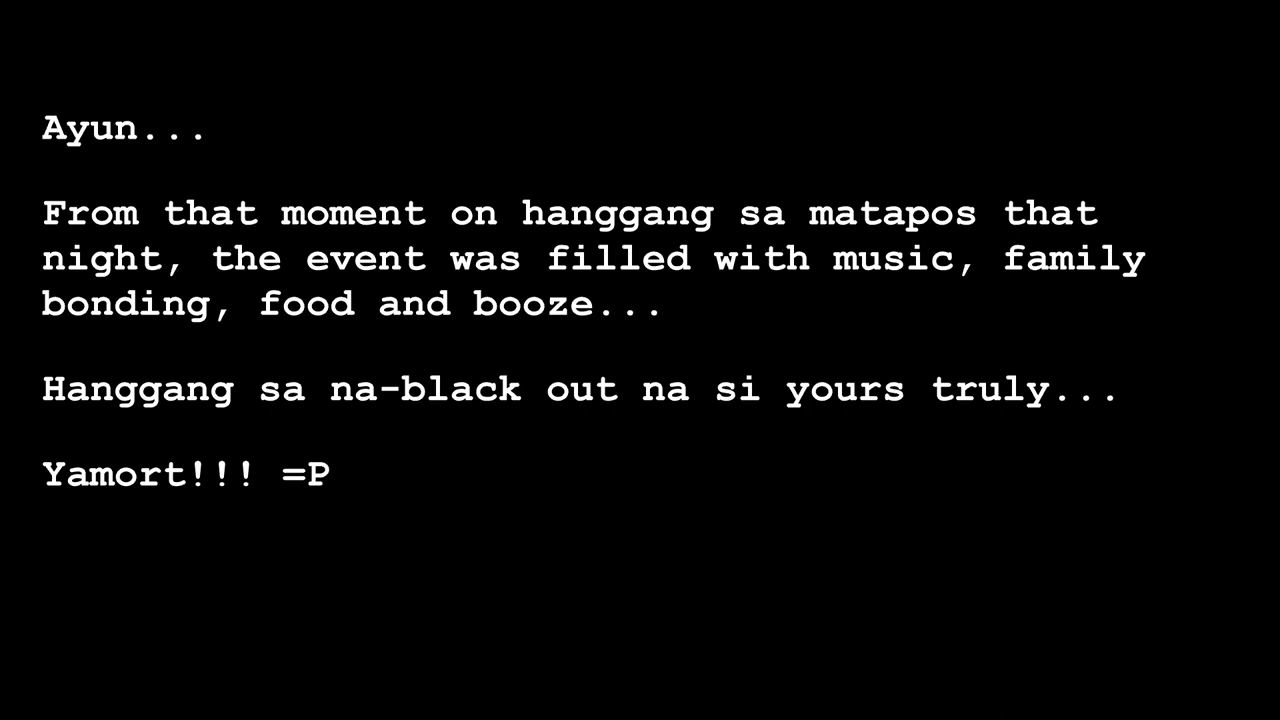 Ayun...
From that moment on hanggang sa matapos that
night, the event was filled with music, family
bonding, food and booze...
Hanggang sa na-black out na si yours truly...
Yamort!!! =P